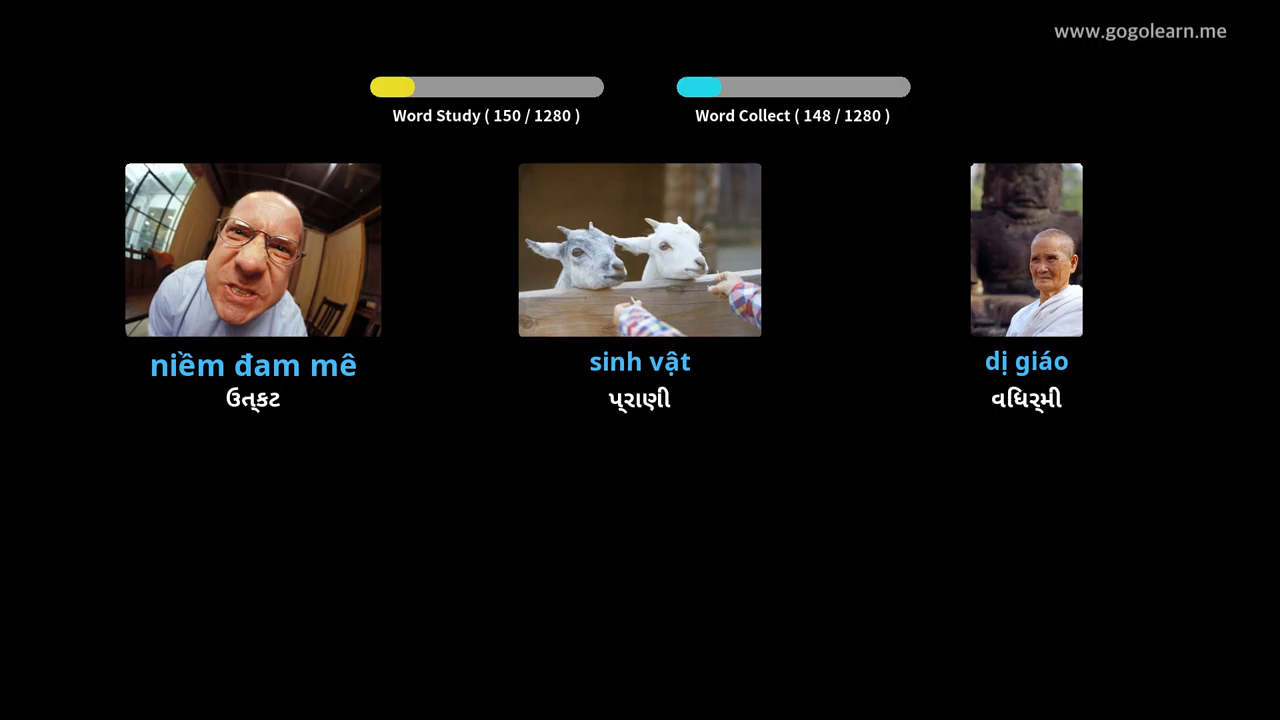 www.gogolearn.me
Word Study ( 150 / 1280 )
Word Collect ( 148 / 1280 )
niềm đam mê
ઉત્કટ
sinh vật
પ્રાણી
dị giáo
વિધર્મી